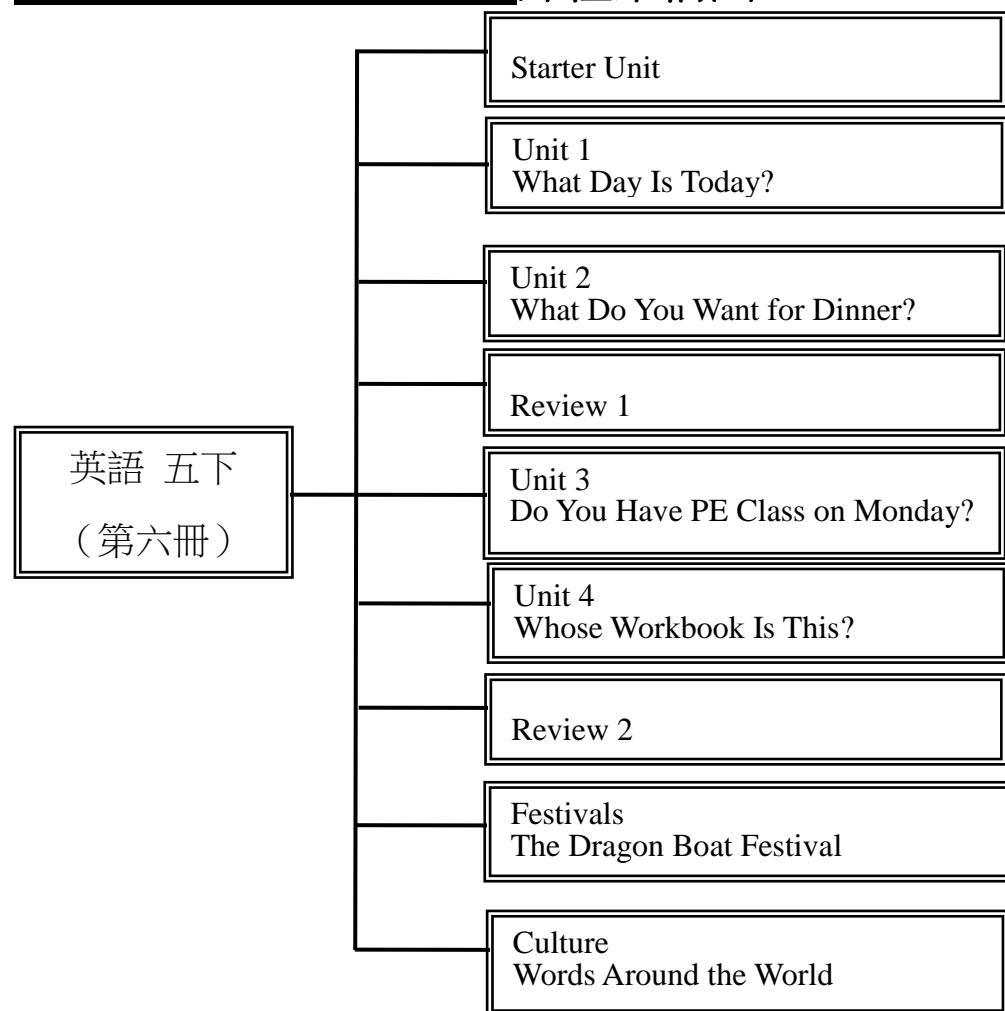 Starter Unit
Unit 1
What Day Is Today?
Unit 2
What Do You Want for Dinner?
Review 1
英語 五下
（第六冊）
Unit 3
Do You Have PE Class on Monday?
Unit 4
Whose Workbook Is This?
Review 2
Festivals
The Dragon Boat Festival
Culture
Words Around the World